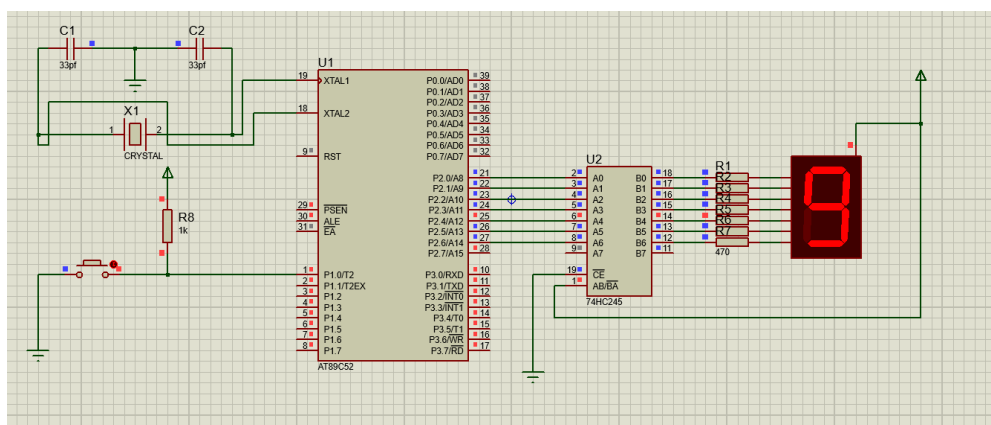 C1
33pf
C2
33pf
X1
1
2
CRYSTAL
R8
1k
U1
19 XTAL1
18 XTAL2
9 RST
29 PSEN
30 ALE
31 EA
1 P1.0/T2
2 P1.1/T2EX
3 P1.2
4 P1.3
5 P1.4
6 P1.5
7 P1.6
8 P1.7
P0.0/AD0 39
P0.1/AD1 38
P0.2/AD2 37
P0.3/AD3 36
P0.4/AD4 35
P0.5/AD5 34
P0.6/AD6 33
P0.7/AD7 32
P2.0/A8 21
P2.1/A9 22
P2.2/A10 23
P2.3/A11 24
P2.4/A12 25
P2.5/A13 26
P2.6/A14 27
P2.7/A15 28
P3.0/RXD 10
P3.1/TXD 11
P3.2/INT0 12
P3.3/INT1 13
P3.4/T0 14
P3.5/T1 15
P3.6/WR 16
P3.7/RD 17
AT89C52
U2
2 A0 B0 18
3 A1 B1 17
4 A2 B2 16
5 A3 B3 15
6 A4 B4 14
7 A5 B5 13
8 A6 B6 12
9 A7 B7 11
19 CE
1 AB/BA
74HC245
R1
R2
R3
R4
R5
R6
R7
470
9